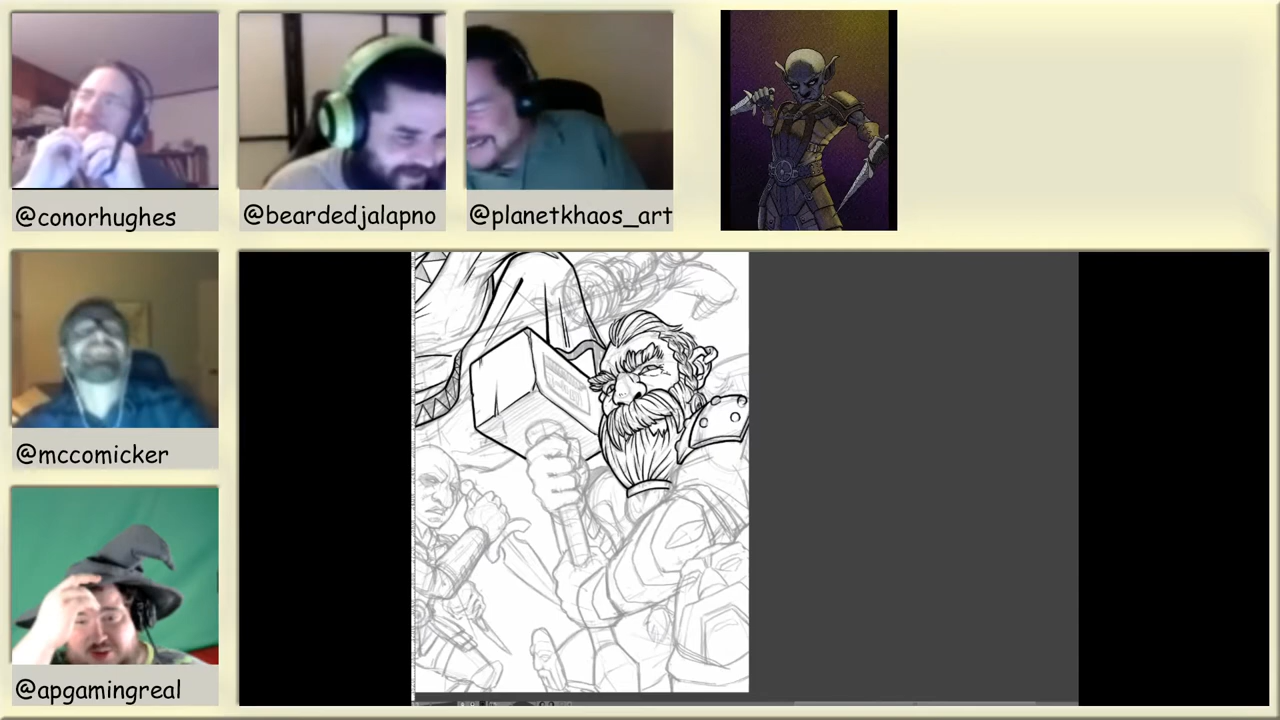 @conorhughes
@beardedjalapno
@planetkhaos_art
@mccomicker
@apgamingreal